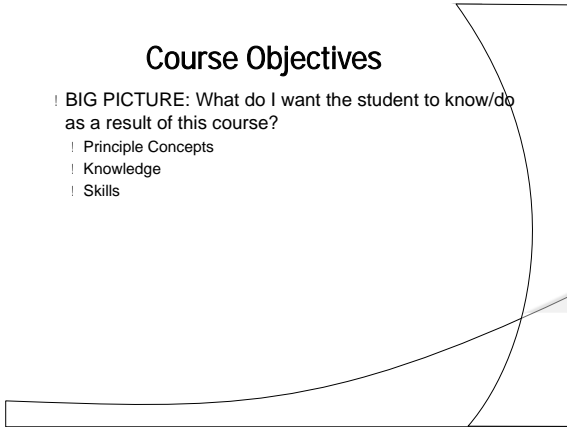 Course Objectives
! BIG PICTURE: What do I want the student to know/do
as a result of this course?
! Principle Concepts
! Knowledge
! Skills